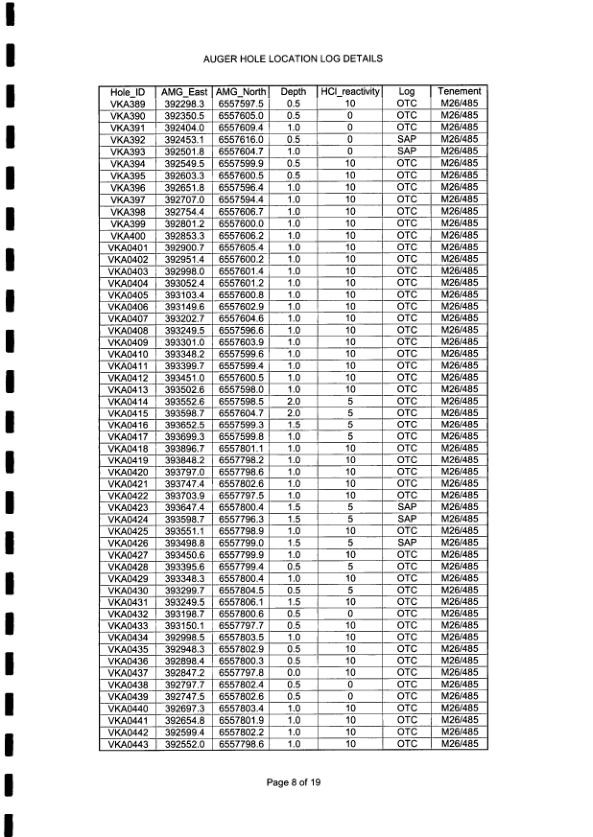 AUGER HOLE LOCATION LOG DETAILS
Hole_ID AMG_East AMG_North Depth HCl_reactivity Log Tenement
VKA389 392298.3 6557597.5 0.5 10 OTC M26/485
VKA390 392350.5 6557605.0 0.5 0 OTC M26/485
VKA391 392404.0 6557609.4 1.0 0 OTC M26/485
VKA392 392453.1 6557616.0 0.5 0 SAP M26/485
VKA393 392501.8 6557604.7 1.0 0 SAP M26/485
VKA394 392549.5 6557599.9 0.5 10 OTC M26/485
VKA395 392603.3 6557600.5 0.5 10 OTC M26/485
VKA396 392651.8 6557596.4 1.0 10 OTC M26/485
VKA397 392707.0 6557594.4 1.0 10 OTC M26/485
VKA398 392754.4 6557606.7 1.0 10 OTC M26/485
VKA399 392801.2 6557600.0 1.0 10 OTC M26/485
VKA400 392853.3 6557606.2 1.0 10 OTC M26/485
VKA0401 392900.7 6557605.4 1.0 10 OTC M26/485
VKA0402 392951.4 6557600.2 1.0 10 OTC M26/485
VKA0403 392998.0 6557601.4 1.0 10 OTC M26/485
VKA0404 393052.4 6557601.2 1.0 10 OTC M26/485
VKA0405 393103.4 6557600.8 1.0 10 OTC M26/485
VKA0406 393149.6 6557602.9 1.0 10 OTC M26/485
VKA0407 393202.7 6557604.6 1.0 10 OTC M26/485
VKA0408 393249.5 6557596.6 1.0 10 OTC M26/485
VKA0409 393301.0 6557603.9 1.0 10 OTC M26/485
VKA0410 393348.2 6557599.6 1.0 10 OTC M26/485
VKA0411 393399.7 6557599.4 1.0 10 OTC M26/485
VKA0412 393451.0 6557600.5 1.0 10 OTC M26/485
VKA0413 393502.6 6557598.0 1.0 10 OTC M26/485
VKA0414 393552.6 6557598.5 2.0 5 OTC M26/485
VKA0415 393598.7 6557604.7 2.0 5 OTC M26/485
VKA0416 393652.5 6557599.3 1.5 5 OTC M26/485
VKA0417 393699.3 6557599.8 1.0 5 OTC M26/485
VKA0418 393896.7 6557801.1 1.0 10 OTC M26/485
VKA0419 393848.2 6557798.2 1.0 10 OTC M26/485
VKA0420 393797.0 6557798.6 1.0 10 OTC M26/485
VKA0421 393747.4 6557802.6 1.0 10 OTC M26/485
VKA0422 393703.9 6557797.5 1.0 10 OTC M26/485
VKA0423 393647.4 6557800.4 1.5 5 SAP M26/485
VKA0424 393598.7 6557796.3 1.5 5 SAP M26/485
VKA0425 393551.1 6557798.9 1.0 10 OTC M26/485
VKA0426 393498.8 6557799.0 1.5 5 SAP M26/485
VKA0427 393450.6 6557799.9 1.0 10 OTC M26/485
VKA0428 393395.6 6557799.4 0.5 5 OTC M26/485
VKA0429 393348.3 6557800.4 1.0 10 OTC M26/485
VKA0430 393299.7 6557804.5 0.5 5 OTC M26/485
VKA0431 393249.5 6557806.1 1.5 10 OTC M26/485
VKA0432 393198.7 6557800.6 0.5 0 OTC M26/485
VKA0433 393150.1 6557797.7 0.5 10 OTC M26/485
VKA0434 392998.5 6557803.5 1.0 10 OTC M26/485
VKA0435 392948.3 6557802.9 0.5 10 OTC M26/485
VKA0436 392898.4 6557800.3 0.5 10 OTC M26/485
VKA0437 392847.2 6557797.8 0.0 10 OTC M26/485
VKA0438 392797.7 6557802.4 0.5 0 OTC M26/485
VKA0439 392747.5 6557802.6 0.5 0 OTC M26/485
VKA0440 392697.3 6557803.4 1.0 10 OTC M26/485
VKA0441 392654.8 6557801.9 1.0 10 OTC M26/485
VKA0442 392599.4 6557802.2 1.0 10 OTC M26/485
VKA0443 392552.0 6557798.6 1.0 10 OTC M26/485
Page 8 of 19